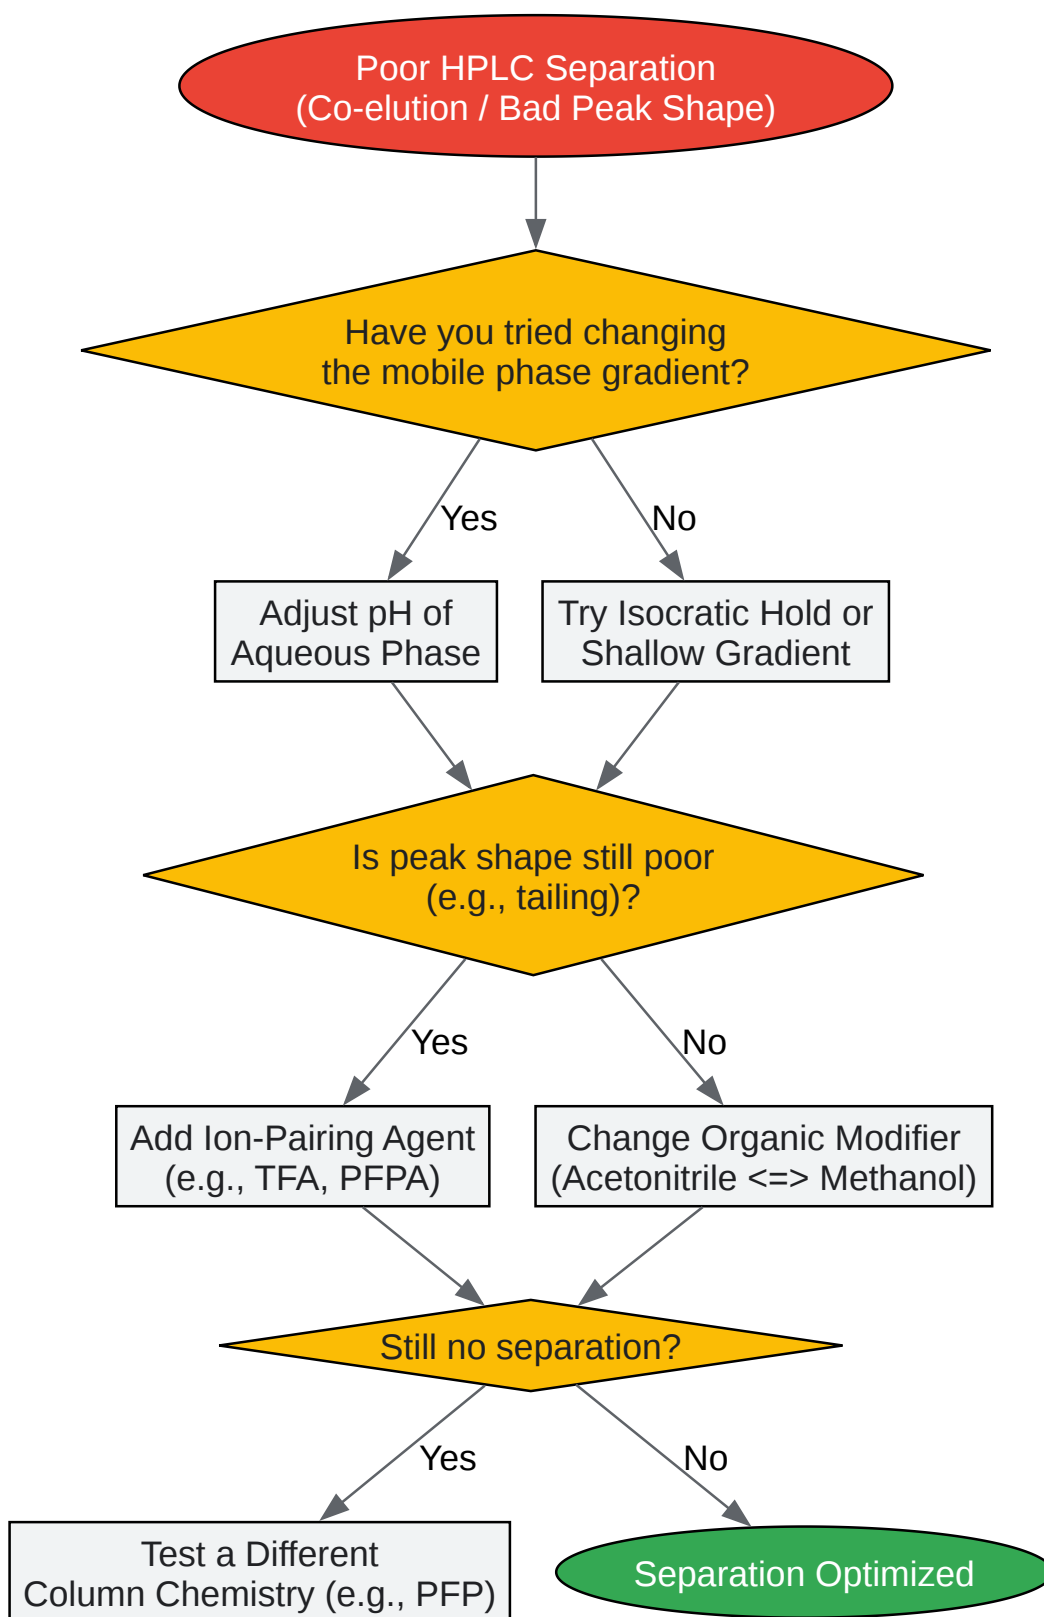 Poor HPLC Separation
(Co-elution / Bad Peak Shape)
Have you tried changing
the mobile phase gradient?
Yes
No
Adjust pH of
Aqueous Phase
Try Isocratic Hold or
Shallow Gradient
Is peak shape still poor
(e.g., tailing)?
Yes
No
Add Ion-Pairing Agent
(e.g., TFA, PFPA)
Change Organic Modifier
(Acetonitrile <=> Methanol)
Still no separation?
Yes
No
Test a Different
Column Chemistry (e.g., PFP)
Separation Optimized